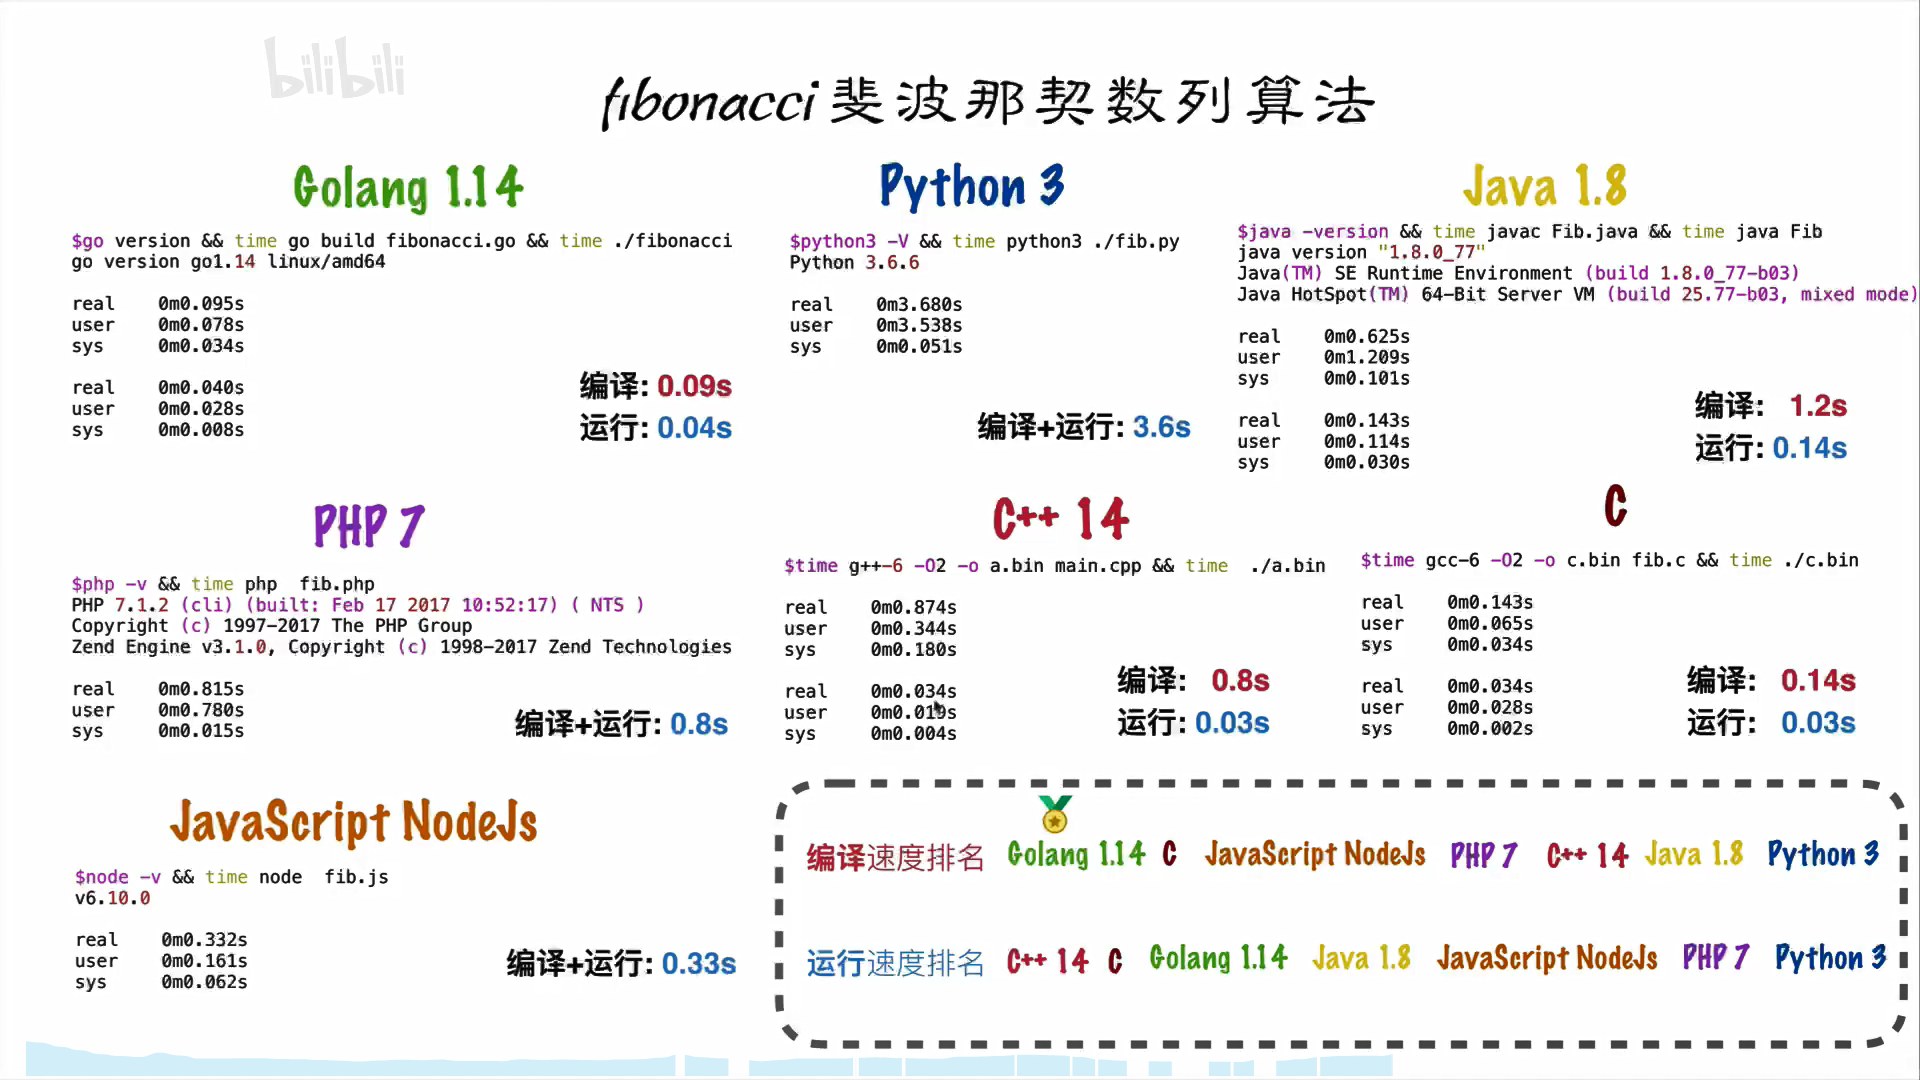 bilibili
fibonacci 斐波那契数列算法
Golang 1.14
$go version && time go build fibonacci.go && time ./fibonacci
go version go1.14 linux/amd64
real 0m0.095s
user 0m0.078s
sys 0m0.034s
real 0m0.040s
user 0m0.028s
sys 0m0.008s
编译: 0.09s
运行: 0.04s
Python 3
$python3 -V && time python3 ./fib.py
Python 3.6.6
real 0m3.680s
user 0m3.538s
sys 0m0.051s
编译+运行: 3.6s
Java 1.8
$java -version && time javac Fib.java && time java Fib
java version "1.8.0_77"
Java(TM) SE Runtime Environment (build 1.8.0_77-b03)
Java HotSpot(TM) 64-Bit Server VM (build 25.77-b03, mixed mode)
real 0m0.625s
user 0m1.209s
sys 0m0.101s
real 0m0.143s
user 0m0.114s
sys 0m0.030s
编译: 1.2s
运行: 0.14s
PHP 7
$php -v && time php fib.php
PHP 7.1.2 (cli) (built: Feb 17 2017 10:52:17) ( NTS )
Copyright (c) 1997-2017 The PHP Group
Zend Engine v3.1.0, Copyright (c) 1998-2017 Zend Technologies
real 0m0.815s
user 0m0.780s
sys 0m0.015s
编译+运行: 0.8s
C++ 14
$time g++-6 -O2 -o a.bin main.cpp && time ./a.bin
real 0m0.874s
user 0m0.344s
sys 0m0.180s
real 0m0.034s
user 0m0.019s
sys 0m0.004s
编译: 0.8s
运行: 0.03s
C
$time gcc-6 -O2 -o c.bin fib.c && time ./c.bin
real 0m0.143s
user 0m0.065s
sys 0m0.034s
real 0m0.034s
user 0m0.028s
sys 0m0.002s
编译: 0.14s
运行: 0.03s
JavaScript NodeJs
$node -v && time node fib.js
v6.10.0
real 0m0.332s
user 0m0.161s
sys 0m0.062s
编译+运行: 0.33s
编译速度排名 Golang 1.14 C JavaScript NodeJs PHP 7 C++ 14 Java 1.8 Python 3
运行速度排名 C++ 14 C Golang 1.14 Java 1.8 JavaScript NodeJs PHP 7 Python 3